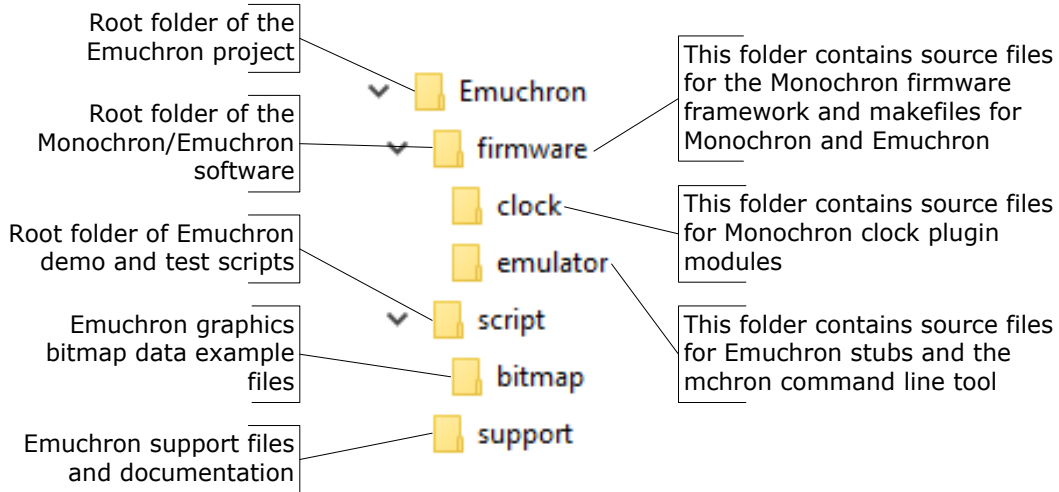 Root folder of the
Emuchron project
Root folder of the
Monochron/Emuchron
software
Root folder of Emuchron
demo and test scripts
Emuchron graphics
bitmap data example
files
Emuchron support files
and documentation
Emuchron
firmware
clock
emulator
script
bitmap
support
This folder contains source files
for the Monochron firmware
framework and makefiles for
Monochron and Emuchron
This folder contains source files
for Monochron clock plugin
modules
This folder contains source files
for Emuchron stubs and the
mchron command line tool